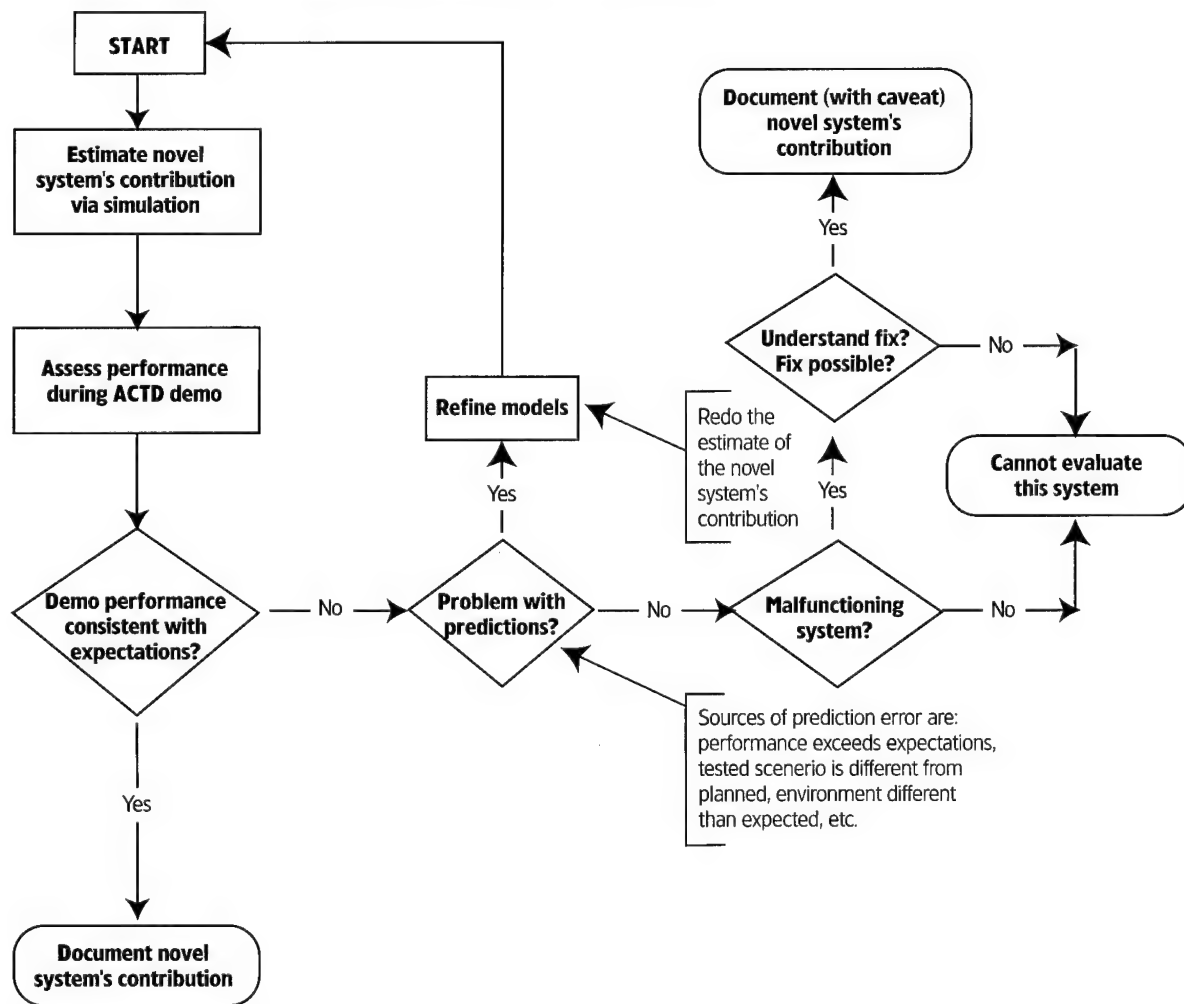 START
Estimate novel
system's contribution
via simulation
Assess performance
during ACTD demo
Demo performance
consistent with
expectations?
Yes
Document novel
system's contribution
No
Problem with
predictions?
Yes
Refine models
Redo the
estimate of
the novel
system's
contribution
No
Sources of prediction error are:
performance exceeds expectations,
tested scenerio is different from
planned, environment different
than expected, etc.
Malfunctioning
system?
Yes
Understand fix?
Fix possible?
Yes
Document (with caveat)
novel system's
contribution
No
Cannot evaluate
this system
No